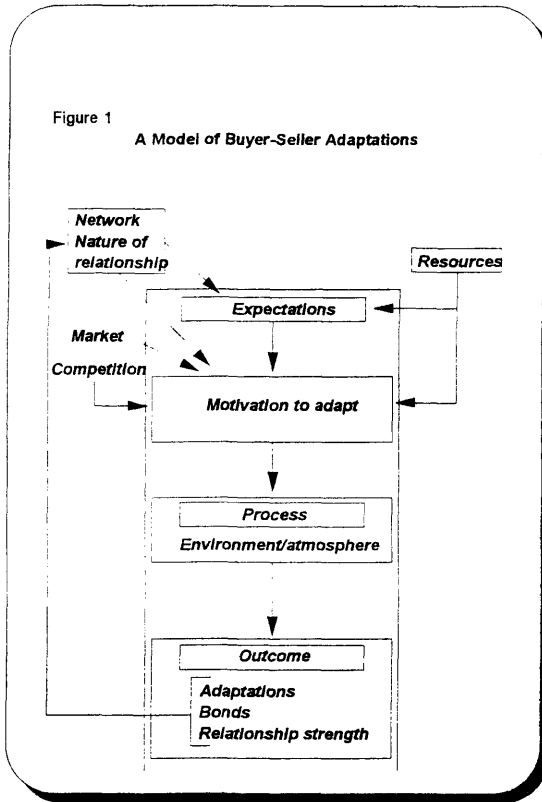 Figure 1
A Model of Buyer-Seller Adaptations
Network
Nature of
relationship
Resources
Expectations
Market
Competition
Motivation to adapt
Process
Environment/atmosphere
Outcome
Adaptations
Bonds
Relationship strength